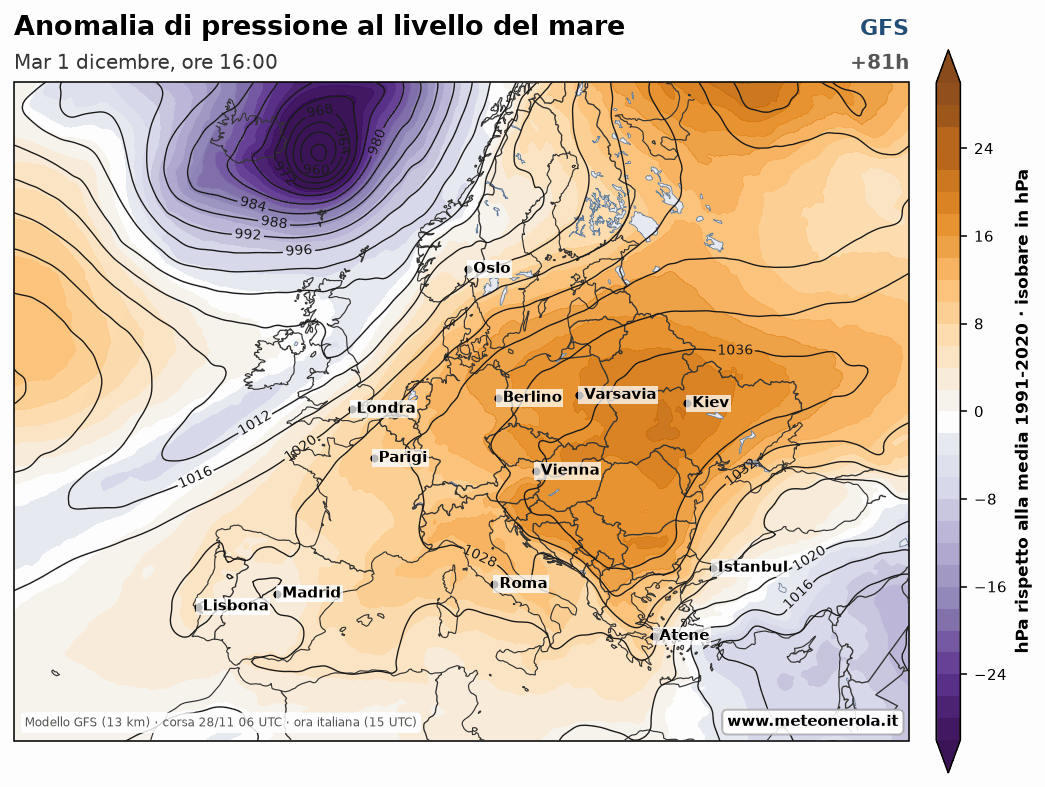 Anomalia di pressione al livello del mare
GFS
Mar 1 dicembre, ore 16:00
+81h
968
964
980
960
984
988
992
996
24
16
8
0
−8
−16
−24
hPa rispetto alla media 1991-2020 · isobare in hPa
Oslo
1036
Berlino
Varsavia
Kiev
Londra
1012
1020
Parigi
1016
Vienna
1032
1028
Roma
Istanbul
1020
Madrid
1016
Lisbona
Atene
Modello GFS (13 km) · corsa 28/11 06 UTC · ora italiana (15 UTC)
www.meteonerola.it